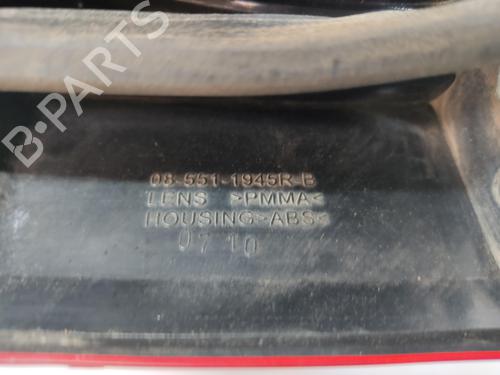 B-PARTS
08-551-1945R-B
LENS >PMMA<
HOUSING>ABS<
07 10